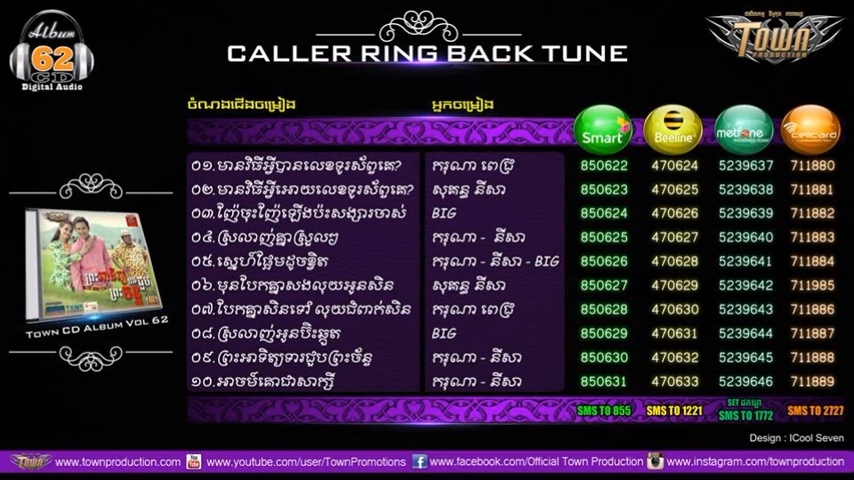 Album
62
CD
Digital Audio
CALLER RING BACK TUNE
TOWN
PRODUCTION
ចំណងជើងចម្រៀង អ្នកចម្រៀង
Smart Beeline metfone cellcard
០១.មានវិធីអ្វីបានលេខទូរស័ព្ទគេ? ករុណា ពេជ្រ 850622 470624 5239637 711880
០២.មានវិធីអ្វីអោយលេខទូរស័ព្ទគេ? សុគន្ធ នីសា 850623 470625 5239638 711881
០៣.ញ៉ែចុះញ៉ែឡើងប៉ះសង្សារចាស់ BIG 850624 470626 5239639 711882
០៤.ស្រលាញ់គ្នាស្រួលៗ ករុណា - នីសា 850625 470627 5239640 711883
០៥.ស្នេហ៍ផ្អែមដូចខ្ចិត ករុណា - នីសា - BIG 850626 470628 5239641 711884
០៦.មុនបែកគ្នាសងលុយអូនសិន សុគន្ធ នីសា 850627 470629 5239642 711985
០៧.បែកគ្នាសិនទៅ លុយជំពាក់សិន ករុណា ពេជ្រ 850628 470630 5239643 711886
០៨.ស្រលាញ់អូនប៊ិះឆ្កួត BIG 850629 470631 5239644 711887
០៩.ព្រះអាទិត្យទារជួបព្រះច័ន្ទ ករុណា - នីសា 850630 470632 5239645 711888
១០.អាចម៍គោជាសាក្សី ករុណា - នីសា 850631 470633 5239646 711889
TOWN CD ALBUM VOL 62
SMS TO 855 SMS TO 1221 SMS TO 1772 SMS TO 2727
Design : ICool Seven
TOWN www.townproduction.com You Tube www.youtube.com/user/TownPromotions f www.facebook.com/Official Town Production www.instagram.com/townproduction